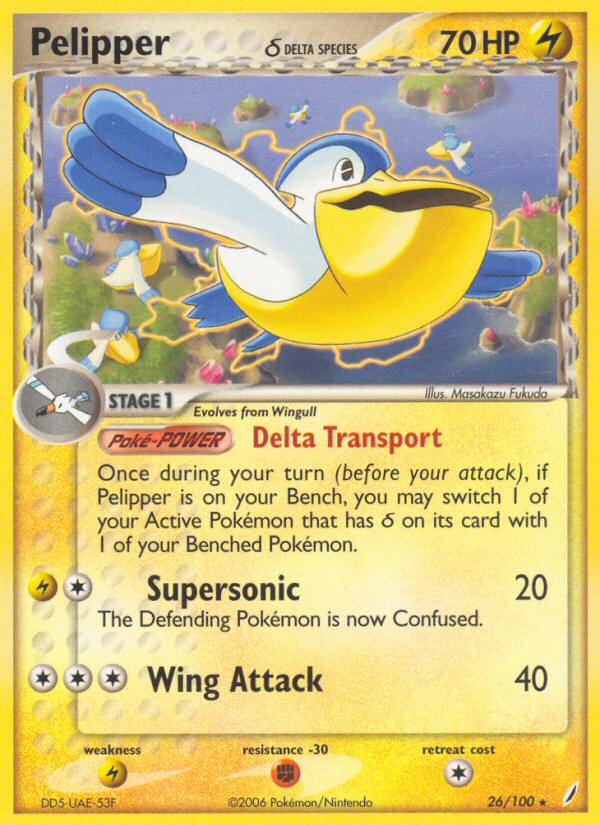 Pelipper δ DELTA SPECIES 70 HP
Illus. Masakazu Fukuda
STAGE 1
Evolves from Wingull
Poké-POWER Delta Transport
Once during your turn (before your attack), if
Pelipper is on your Bench, you may switch 1 of
your Active Pokémon that has δ on its card with
1 of your Benched Pokémon.
Supersonic 20
The Defending Pokémon is now Confused.
Wing Attack 40
weakness resistance -30 retreat cost
DD5-UAE-53F ©2006 Pokémon/Nintendo 26/100 ★